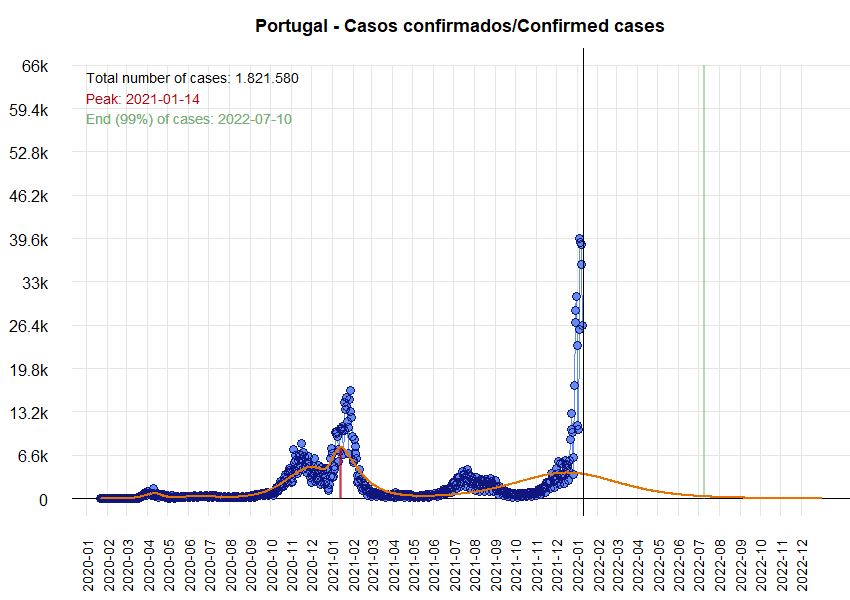 Portugal - Casos confirmados/Confirmed cases
66k
59.4k
52.8k
46.2k
39.6k
33k
26.4k
19.8k
13.2k
6.6k
0
Total number of cases: 1.821.580
Peak: 2021-01-14
End (99%) of cases: 2022-07-10
2020-01
2020-02
2020-03
2020-04
2020-05
2020-06
2020-07
2020-08
2020-09
2020-10
2020-11
2020-12
2021-01
2021-02
2021-03
2021-04
2021-05
2021-06
2021-07
2021-08
2021-09
2021-10
2021-11
2021-12
2022-01
2022-02
2022-03
2022-04
2022-05
2022-06
2022-07
2022-08
2022-09
2022-10
2022-11
2022-12